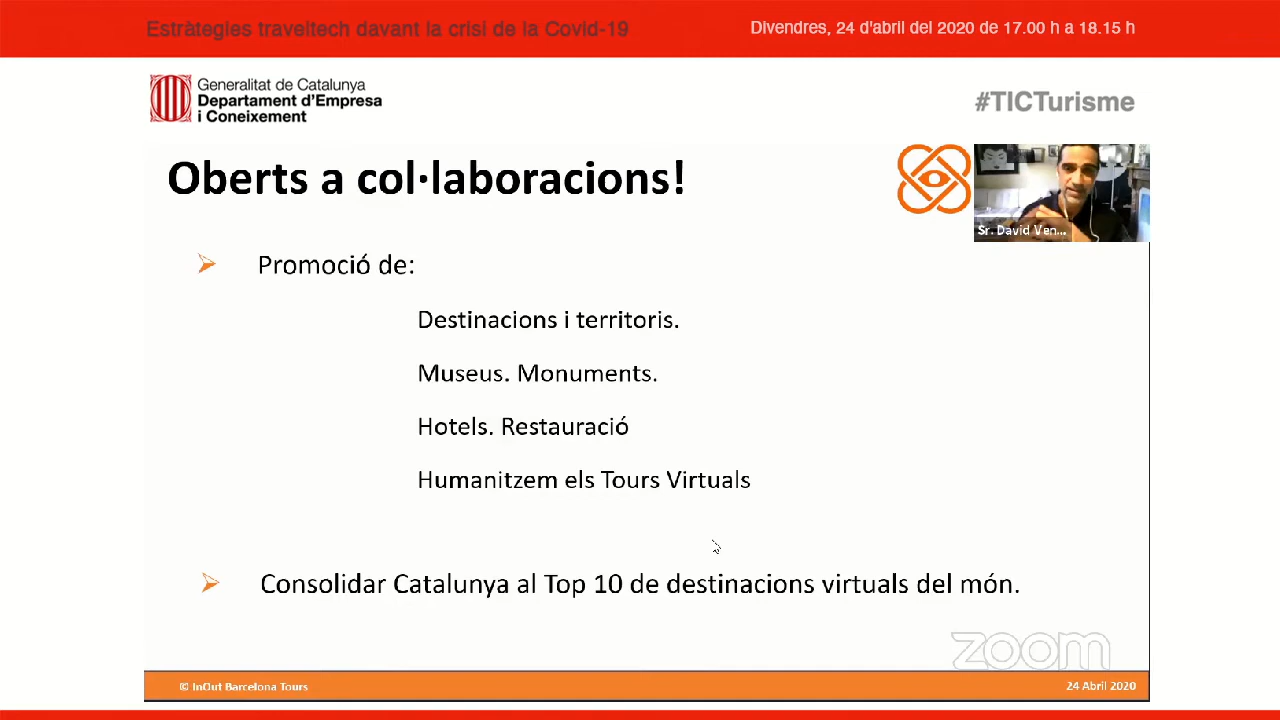 Estràtegies traveltech davant la crisi de la Covid-19
Divendres, 24 d'abril del 2020 de 17.00 h a 18.15 h
Generalitat de Catalunya
Departament d'Empresa
i Coneixement
#TICTurisme
Oberts a col·laboracions!
Sr. David Ven...
Promoció de:
Destinacions i territoris.
Museus. Monuments.
Hotels. Restauració
Humanitzem els Tours Virtuals
Consolidar Catalunya al Top 10 de destinacions virtuals del món.
zoom
© InOut Barcelona Tours
24 Abril 2020